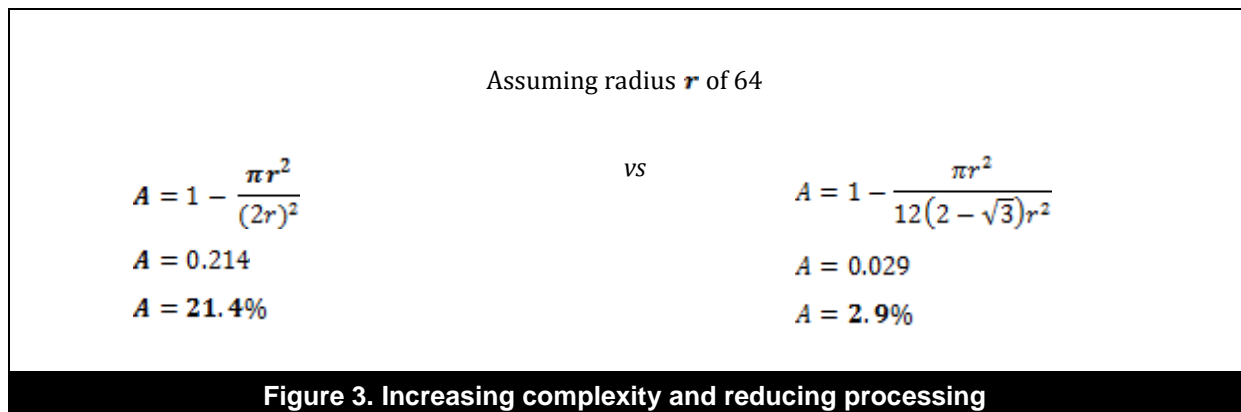 Assuming radius r of 64
A = 1 − πr² / (2r)²
vs
A = 1 − πr² / 12(2 − √3)r²
A = 0.214
A = 0.029
A = 21.4%
A = 2.9%
Figure 3. Increasing complexity and reducing processing